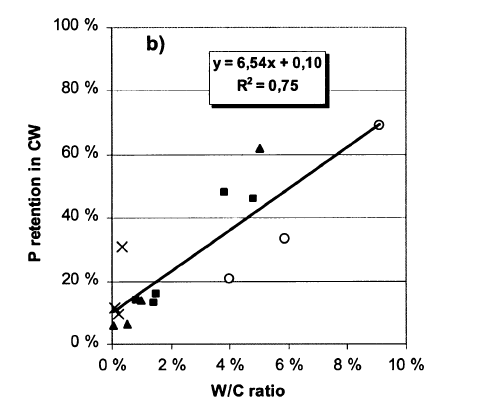 100 %
b)
y = 6,54x + 0,10
R² = 0,75
80 %
60 %
40 %
20 %
0 %
P retention in CW
0 % 2 % 4 % 6 % 8 % 10 %
W/C ratio